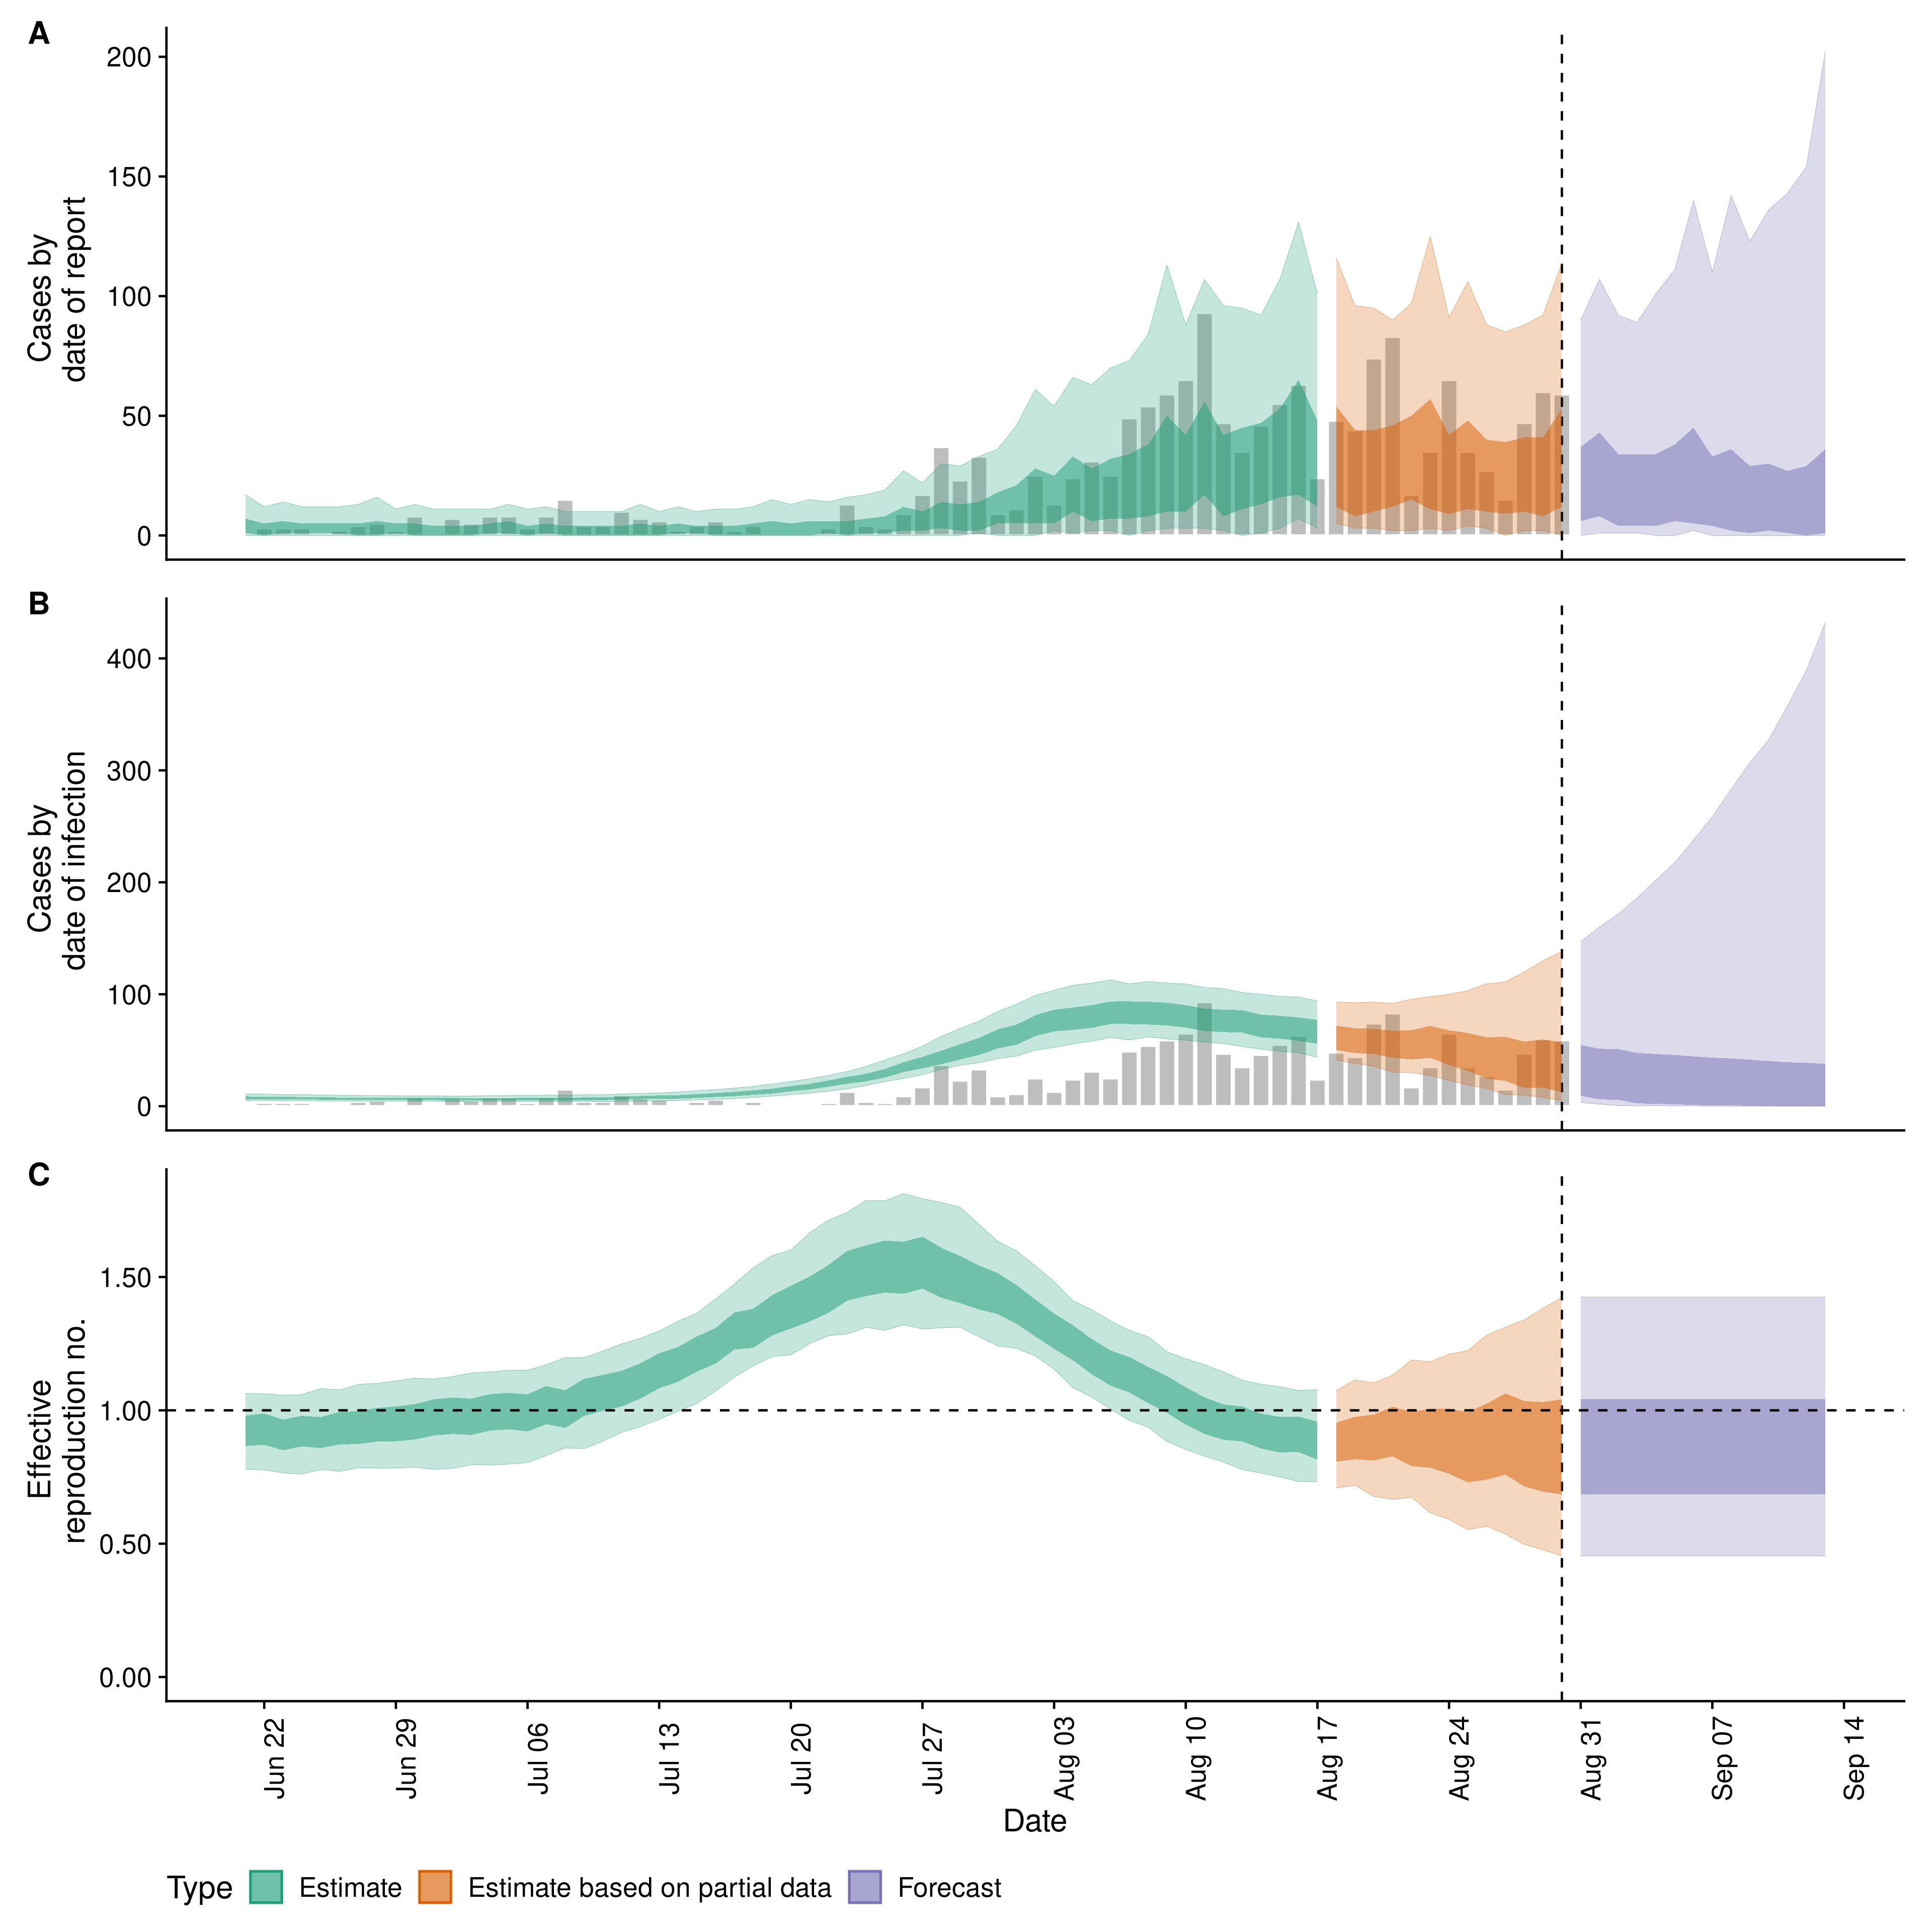 A
200
150
100
50
0
Cases by
date of report
B
400
300
200
100
0
Cases by
date of infection
C
1.50
1.00
0.50
0.00
Effective
reproduction no.
Jun 22
Jun 29
Jul 06
Jul 13
Jul 20
Jul 27
Aug 03
Aug 10
Aug 17
Aug 24
Aug 31
Sep 07
Sep 14
Date
Type Estimate Estimate based on partial data Forecast